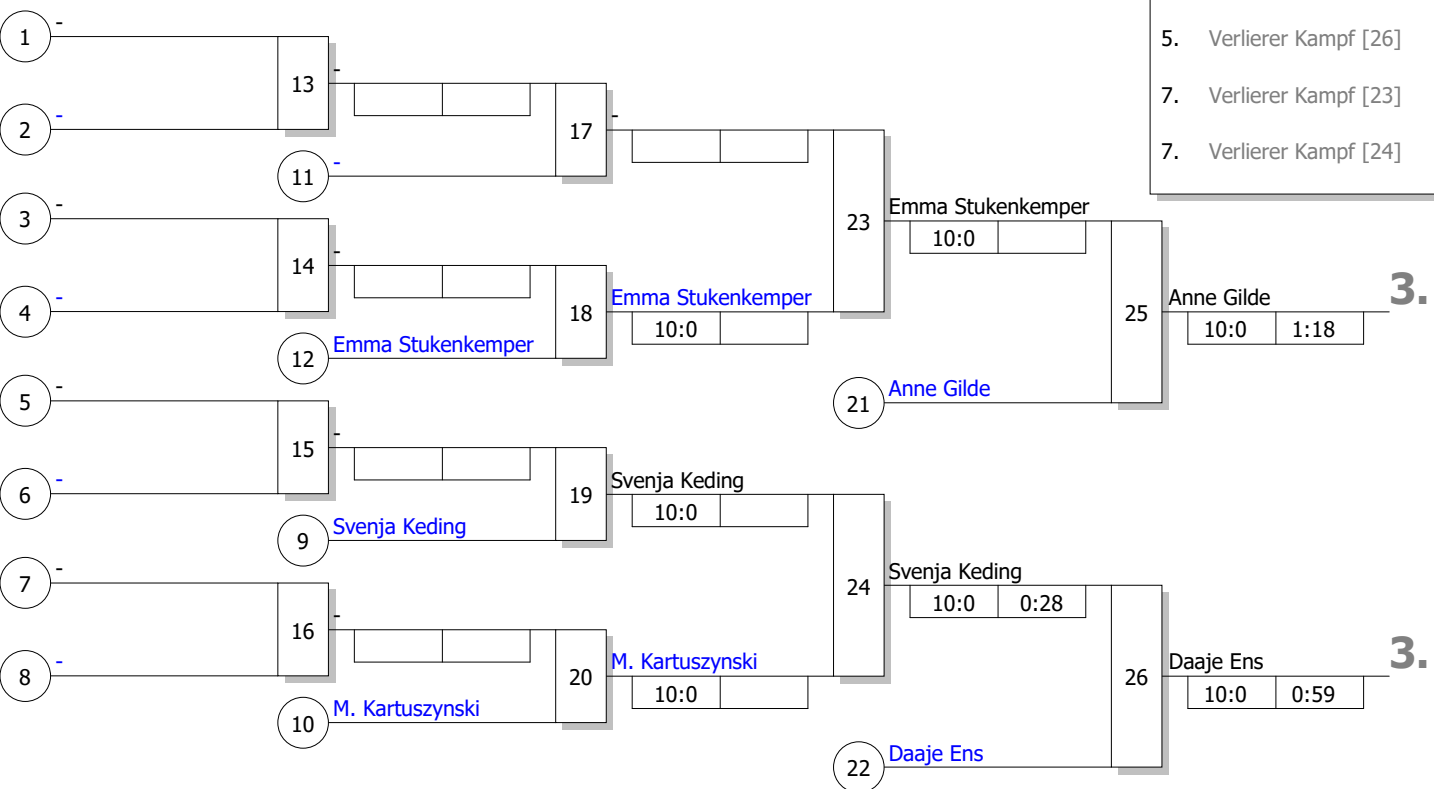 1 -
13
2 -
-
17
11 -
-
3 -
14
4 -
-
18
12 Emma Stukenkemper
Emma Stukenkemper
10:0
23
Emma Stukenkemper
10:0
21 Anne Gilde
25
Anne Gilde
10:0 1:18
3.
5 -
15
6 -
-
19
9 Svenja Keding
Svenja Keding
10:0
7 -
16
8 -
-
20
10 M. Kartuszynski
M. Kartuszynski
10:0
24
Svenja Keding
10:0 0:28
22 Daaje Ens
26
Daaje Ens
10:0 0:59
3.
5. Verlierer Kampf [26]
7. Verlierer Kampf [23]
7. Verlierer Kampf [24]